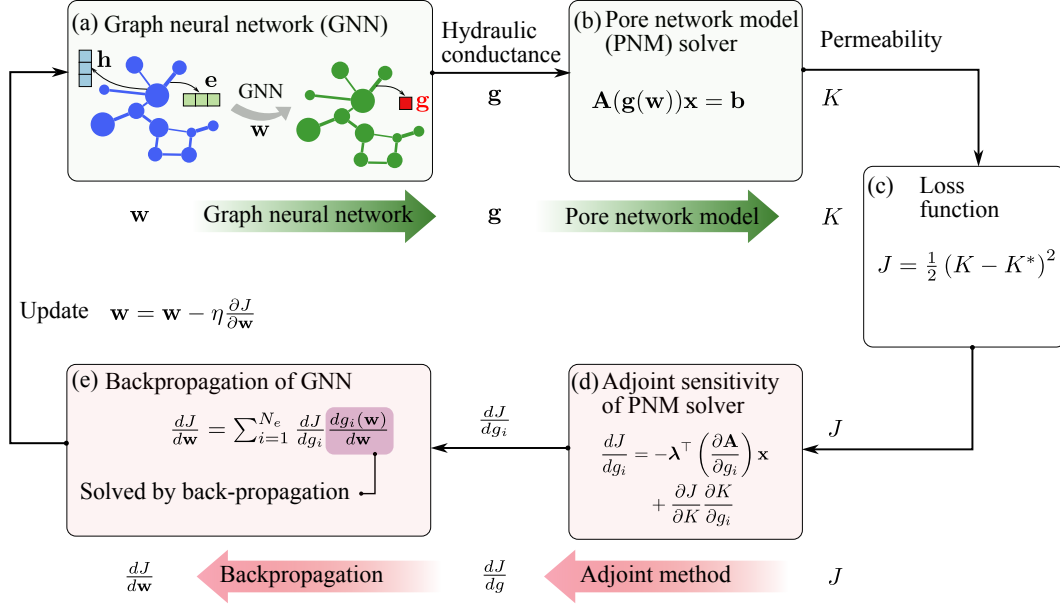 (a) Graph neural network (GNN)
h
e
GNN
w
g
Hydraulic
conductance
g
(b) Pore network model
(PNM) solver
A(g(w))x = b
Permeability
K
w
Graph neural network
g
Pore network model
K
(c) Loss
function
J = 1/2 (K − K*)²
Update w = w − η ∂J/∂w
(e) Backpropagation of GNN
dJ/dw = ∑_{i=1}^{N_e} dJ/dg_i dg_i(w)/dw
Solved by back-propagation
dJ/dg_i
(d) Adjoint sensitivity
of PNM solver
dJ/dg_i = −λ^⊤ (∂A/∂g_i) x
+ ∂J/∂K ∂K/∂g_i
J
dJ/dw
Backpropagation
dJ/dg
Adjoint method
J